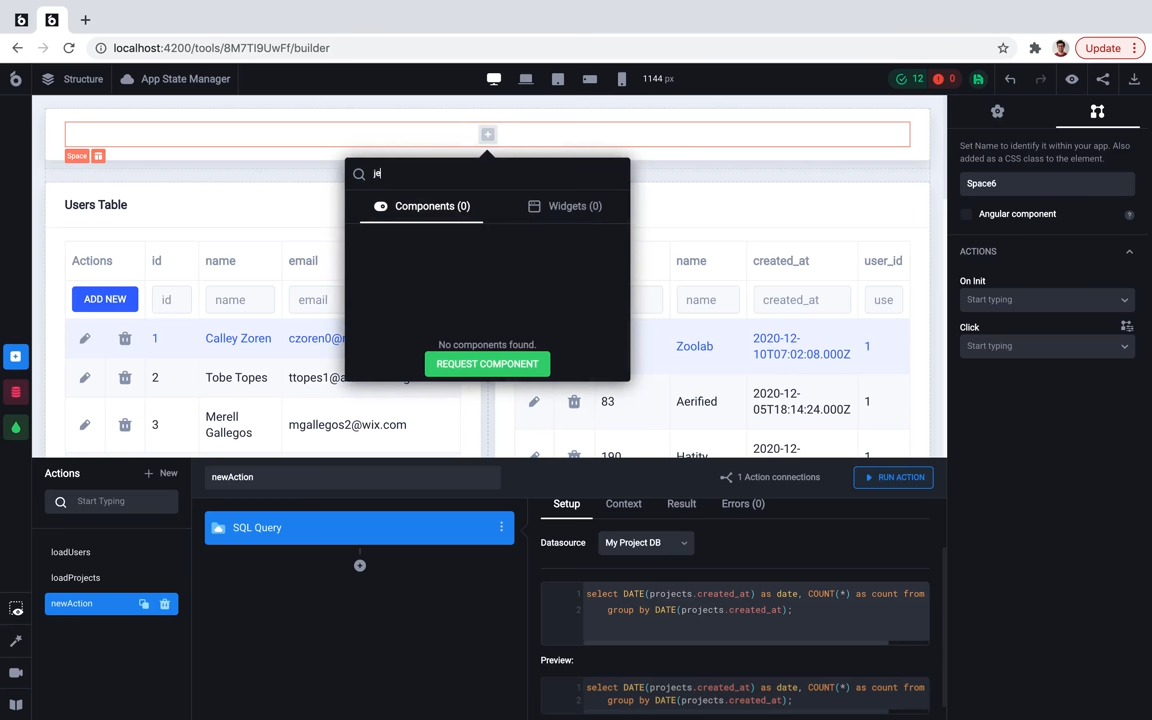 localhost:4200/tools/8M7Tl9UwFf/builder
Update
Structure
App State Manager
1144 px
12
0
Space
je
Components (0)
Widgets (0)
No components found.
REQUEST COMPONENT
Users Table
Actions
id
name
email
name
created_at
user_id
ADD NEW
id
name
email
name
created_at
use
1
Calley Zoren
czoren0@
Zoolab
2020-12-
10T07:02:08.000Z
1
2
Tobe Topes
ttopes1@a
83
Aerified
2020-12-
05T18:14:24.000Z
1
3
Merell
Gallegos
mgallegos2@wix.com
190
Hatity
2020-12-
1
Set Name to identify it within your app. Also
added as a CSS class to the element.
Space6
Angular component
?
ACTIONS
On Init
Start typing
Click
Start typing
Actions
New
Start Typing
loadUsers
loadProjects
newAction
newAction
1 Action connections
RUN ACTION
SQL Query
Setup
Context
Result
Errors (0)
Datasource
My Project DB
1 select DATE(projects.created_at) as date, COUNT(*) as count from
2 group by DATE(projects.created_at);
Preview:
1 select DATE(projects.created_at) as date, COUNT(*) as count from
2 group by DATE(projects.created_at);